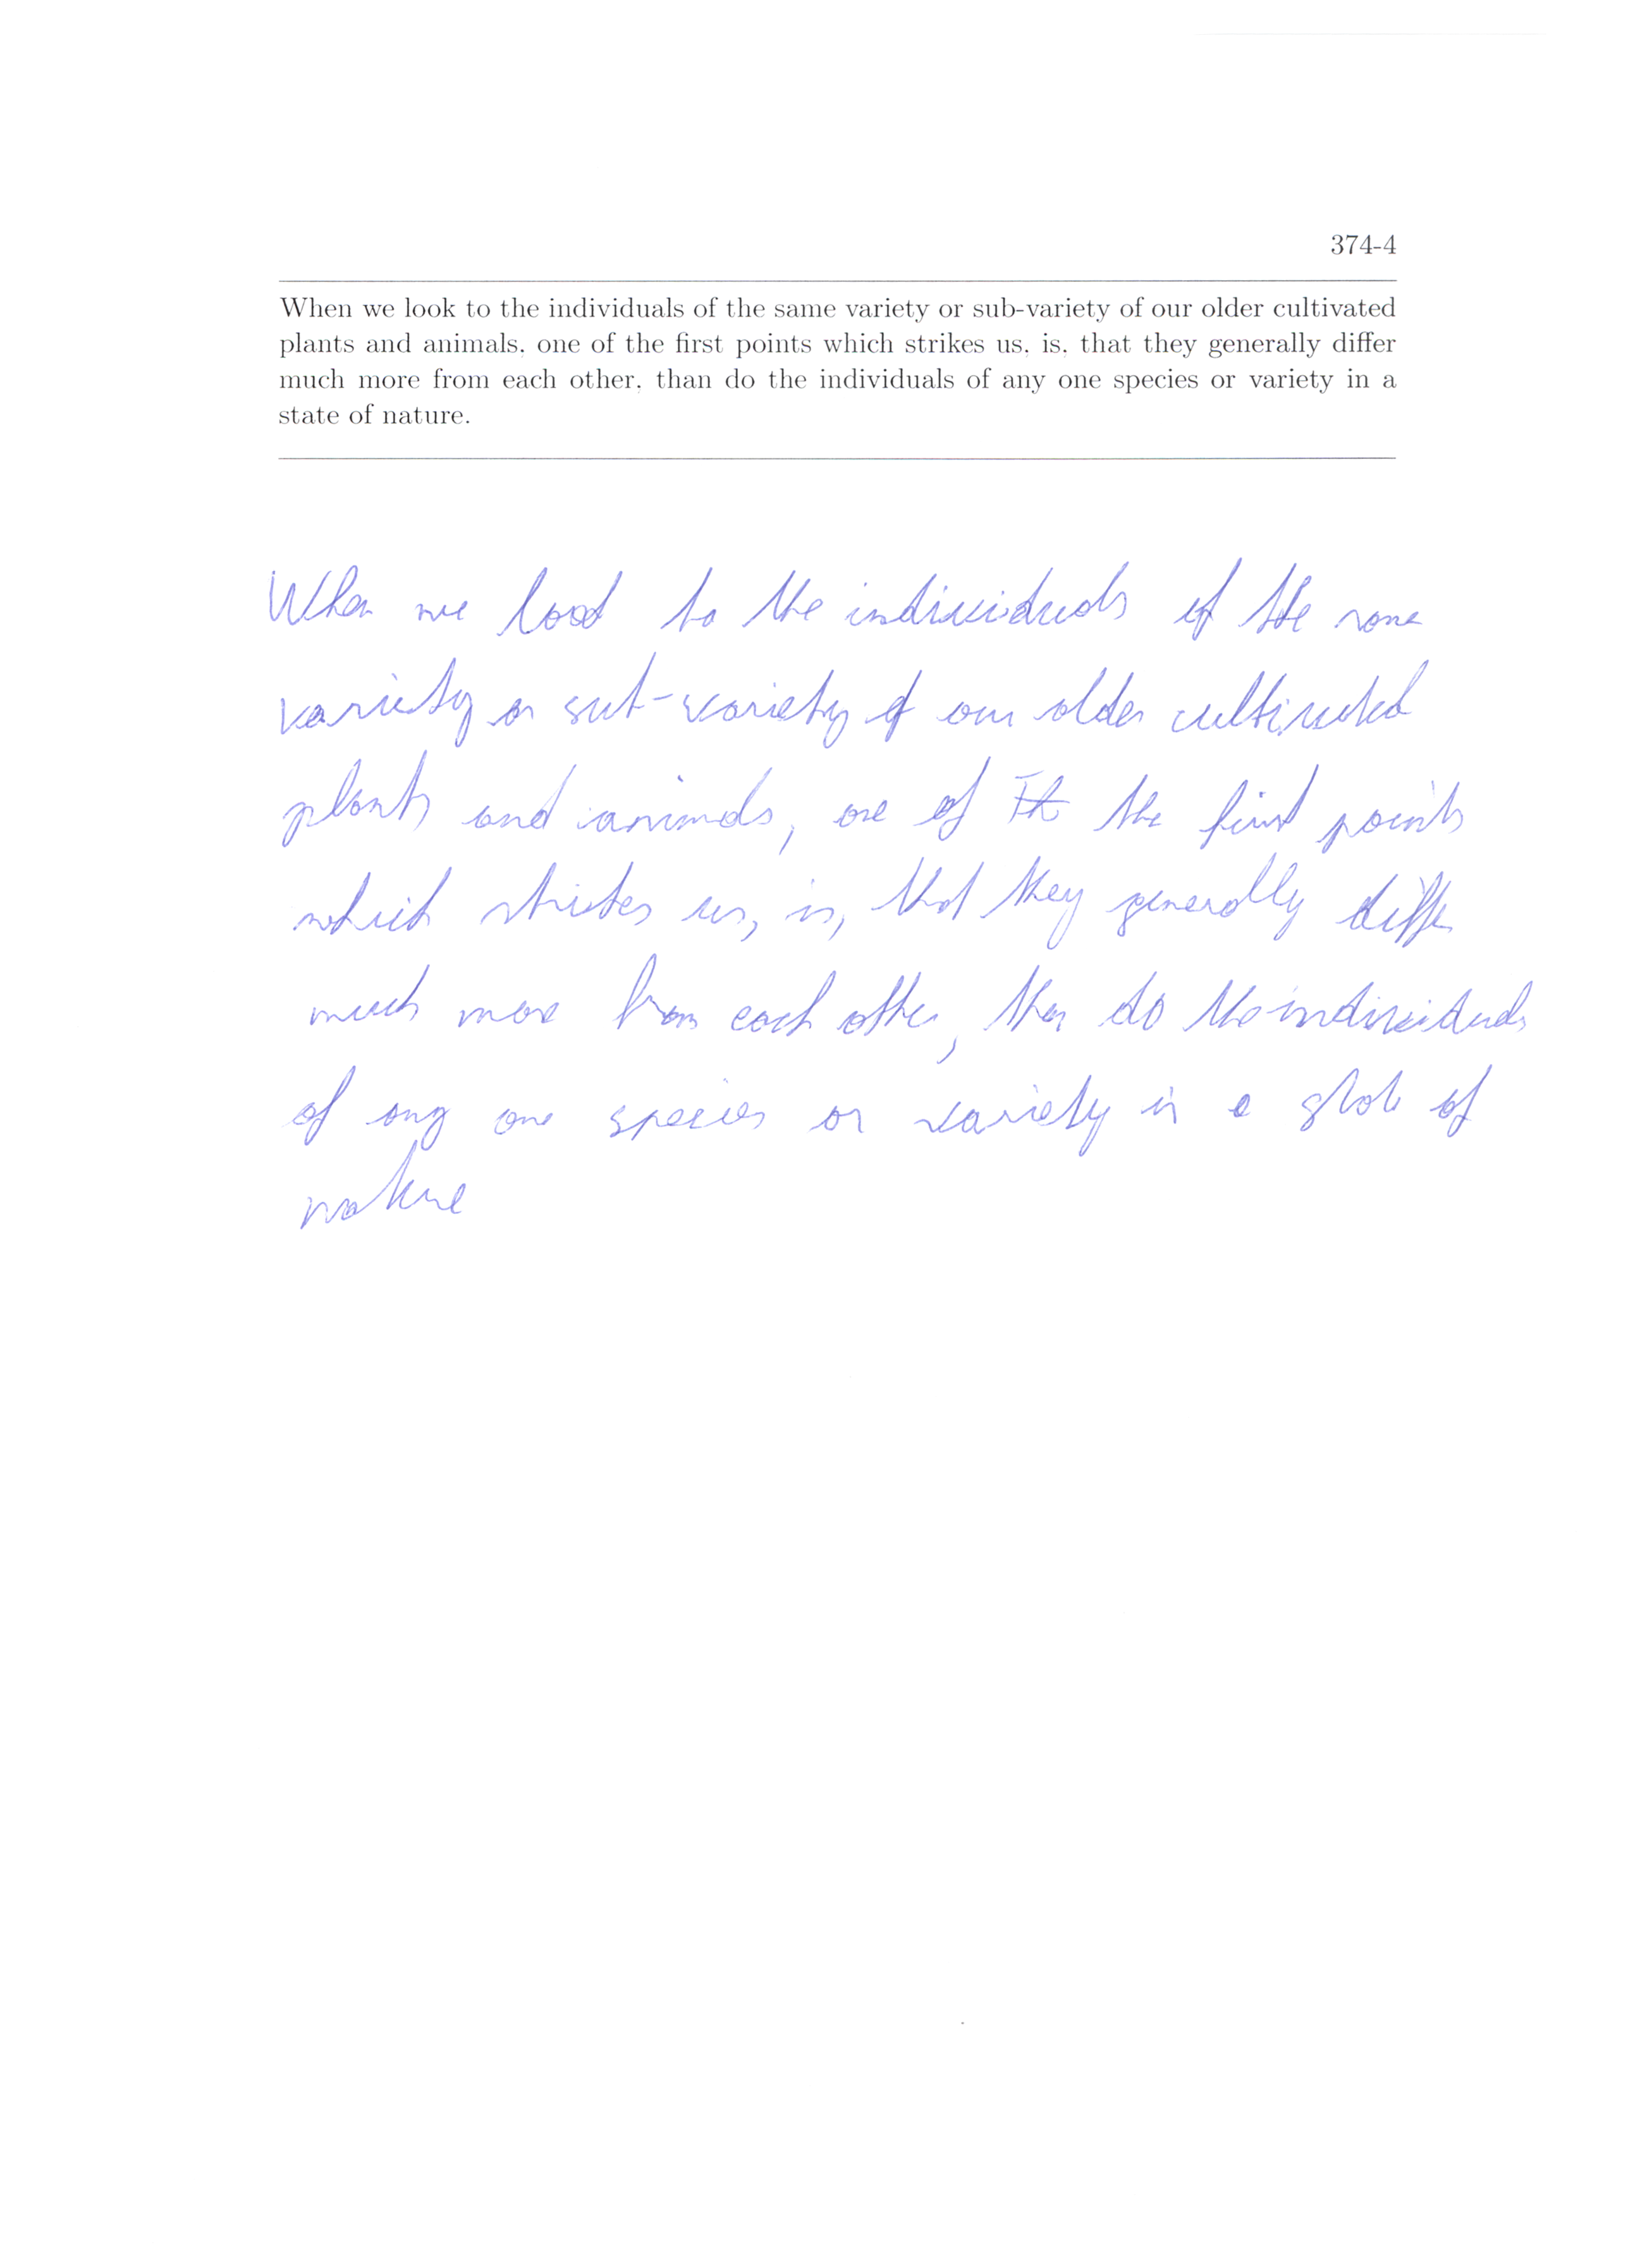 374-4
When we look to the individuals of the same variety or sub-variety of our older cultivated
plants and animals, one of the first points which strikes us, is, that they generally differ
much more from each other, than do the individuals of any one species or variety in a
state of nature.
When we look to the individuals of the same
variety or sub-variety of our older cultivated
plants and animals, one of the first points
which strikes us, is, that they generally differ
much more from each other, than do the individuals
of any one species or variety in a state of
nature